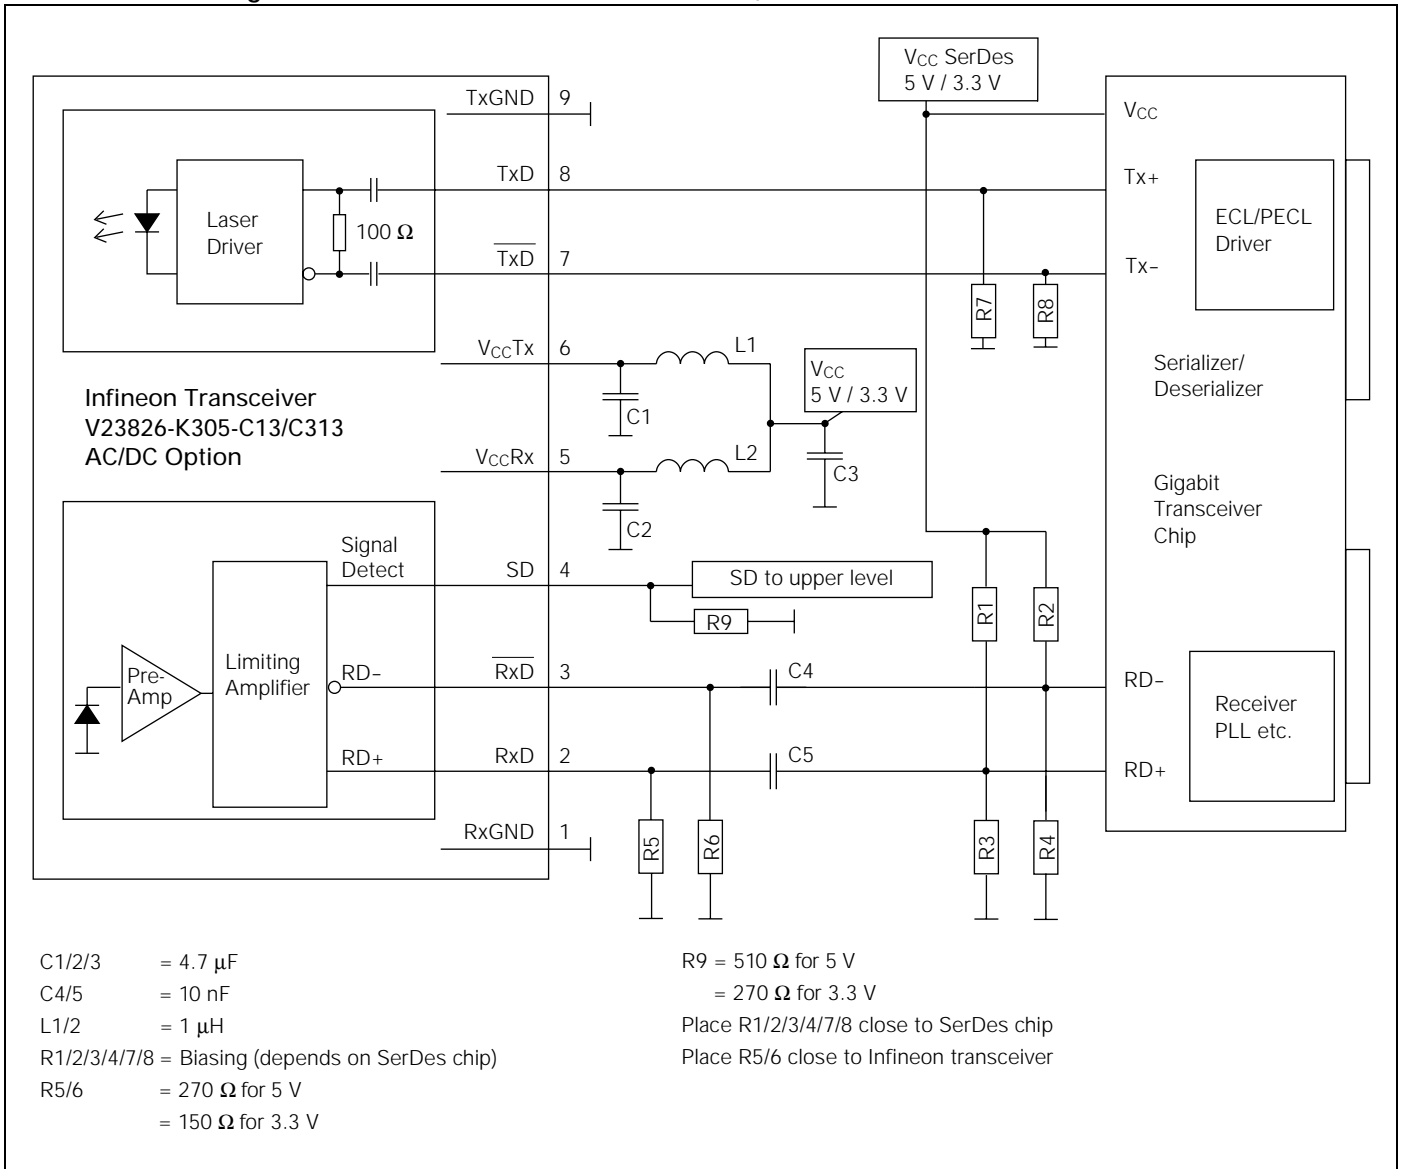 VCC SerDes
5 V / 3.3 V
TxGND 9
VCC
TxD 8
Tx+
Laser
Driver
100 Ω
ECL/PECL
Driver
TxD 7
Tx−
R7
R8
VCCTx 6
L1
VCC
5 V / 3.3 V
Serializer/
Deserializer
Infineon Transceiver
V23826-K305-C13/C313
AC/DC Option
C1
VCCRx 5
L2
C3
C2
Gigabit
Transceiver
Chip
Signal
Detect
SD 4
SD to upper level
R9
R1
R2
Pre-
Amp
Limiting
Amplifier
RD−
RxD 3
C4
RD−
Receiver
PLL etc.
RD+
RxD 2
C5
RD+
RxGND 1
R5
R6
R3
R4
C1/2/3 = 4.7 μF
C4/5 = 10 nF
L1/2 = 1 μH
R1/2/3/4/7/8 = Biasing (depends on SerDes chip)
R5/6 = 270 Ω for 5 V
= 150 Ω for 3.3 V
R9 = 510 Ω for 5 V
= 270 Ω for 3.3 V
Place R1/2/3/4/7/8 close to SerDes chip
Place R5/6 close to Infineon transceiver